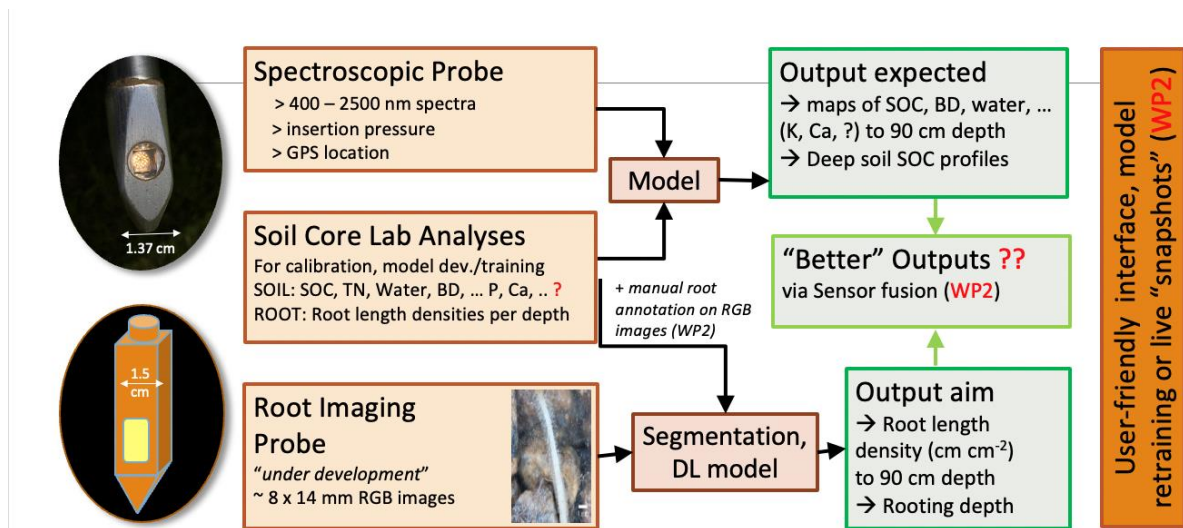 1.37 cm
Spectroscopic Probe
> 400 – 2500 nm spectra
> insertion pressure
> GPS location
Soil Core Lab Analyses
For calibration, model dev./training
SOIL: SOC, TN, Water, BD, ... P, Ca, .. ?
ROOT: Root length densities per depth
Model
Output expected
→ maps of SOC, BD, water, ...
(K, Ca, ?) to 90 cm depth
→ Deep soil SOC profiles
"Better" Outputs ??
via Sensor fusion (WP2)
+ manual root
annotation on RGB
images (WP2)
1.5
cm
Root Imaging
Probe
"under development"
~ 8 x 14 mm RGB images
Segmentation,
DL model
Output aim
→ Root length
density (cm cm⁻²)
to 90 cm depth
→ Rooting depth
User-friendly interface, model
retraining or live "snapshots" (WP2)